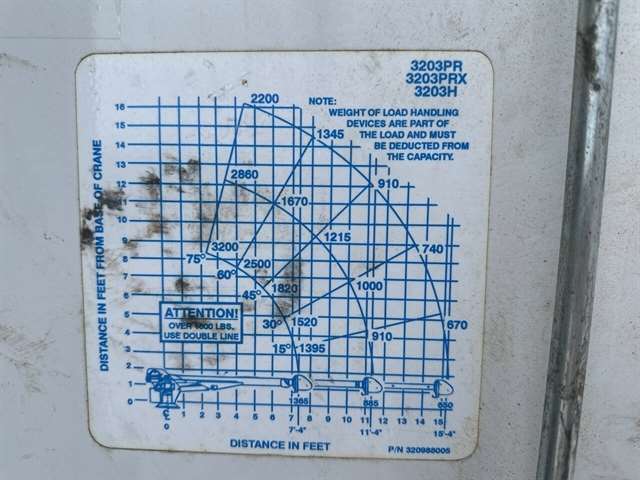 3203PR
3203PRX
3203H
NOTE:
WEIGHT OF LOAD HANDLING
DEVICES ARE PART OF
THE LOAD AND MUST
BE DEDUCTED FROM
THE CAPACITY.
DISTANCE IN FEET FROM BASE OF CRANE
16
15
14
13
12
11
10
9
8
7
6
5
4
3
2
1
0
2200
1345
910
740
670
2860
1670
1215
1000
910
3200
2500
1820
1520
1395
75°
60°
45°
30°
15°
ATTENTION!
USE DOUBLE LINE
1365
885
650
C
L
0
1 2 3 4 5 6 7 8 9 10 11 12 13 14 15
7'-4"
11'-4"
15'-4"
DISTANCE IN FEET
P/N 320988005